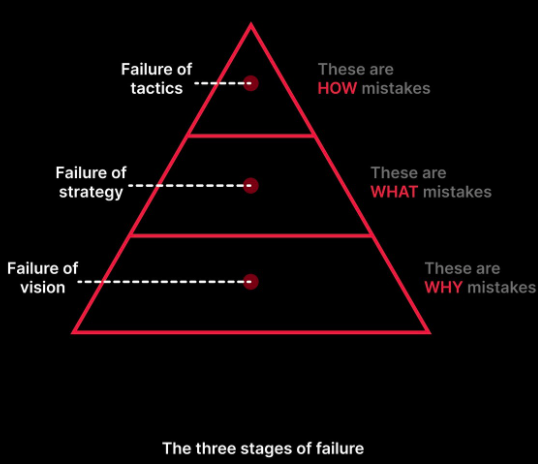 Failure of
tactics
These are
HOW mistakes
Failure of
strategy
These are
WHAT mistakes
Failure of
vision
These are
WHY mistakes
The three stages of failure